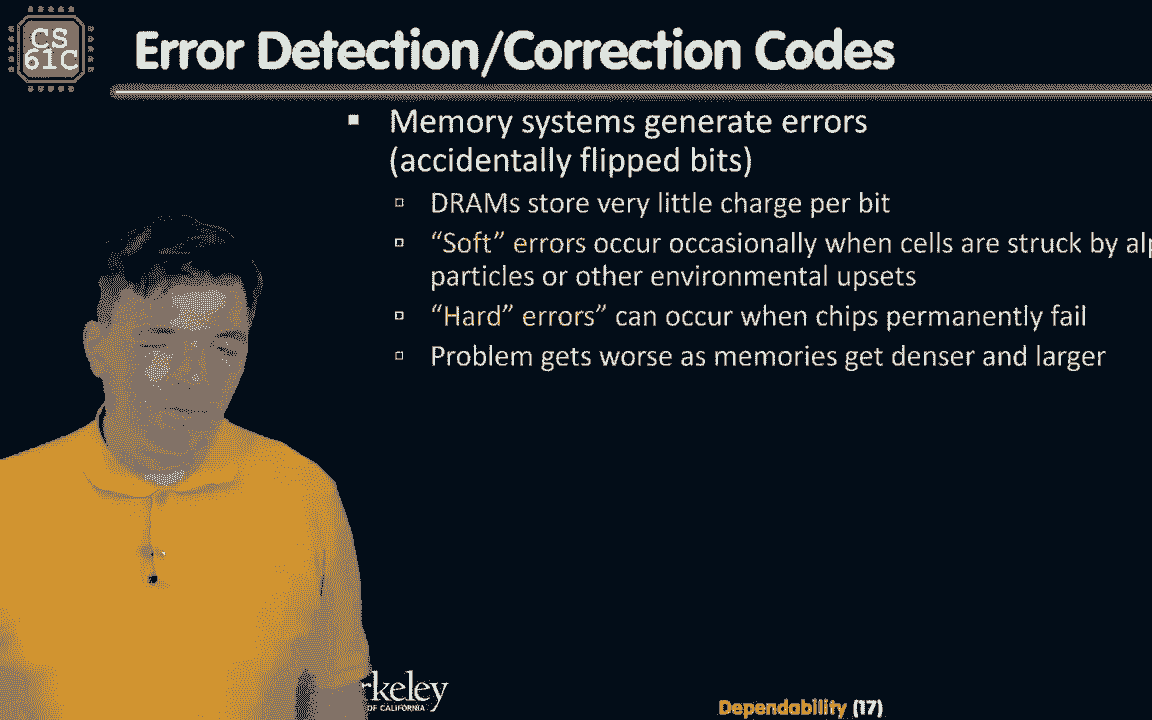 CS
61C
Error Detection/Correction Codes
Memory systems generate errors
(accidentally flipped bits)
DRAMs store very little charge per bit
“Soft” errors occur occasionally when cells are struck by alp
particles or other environmental upsets
“Hard” errors” can occur when chips permanently fail
Problem gets worse as memories get denser and larger
rkeley
OF CALIFORNIA
Dependability (17)